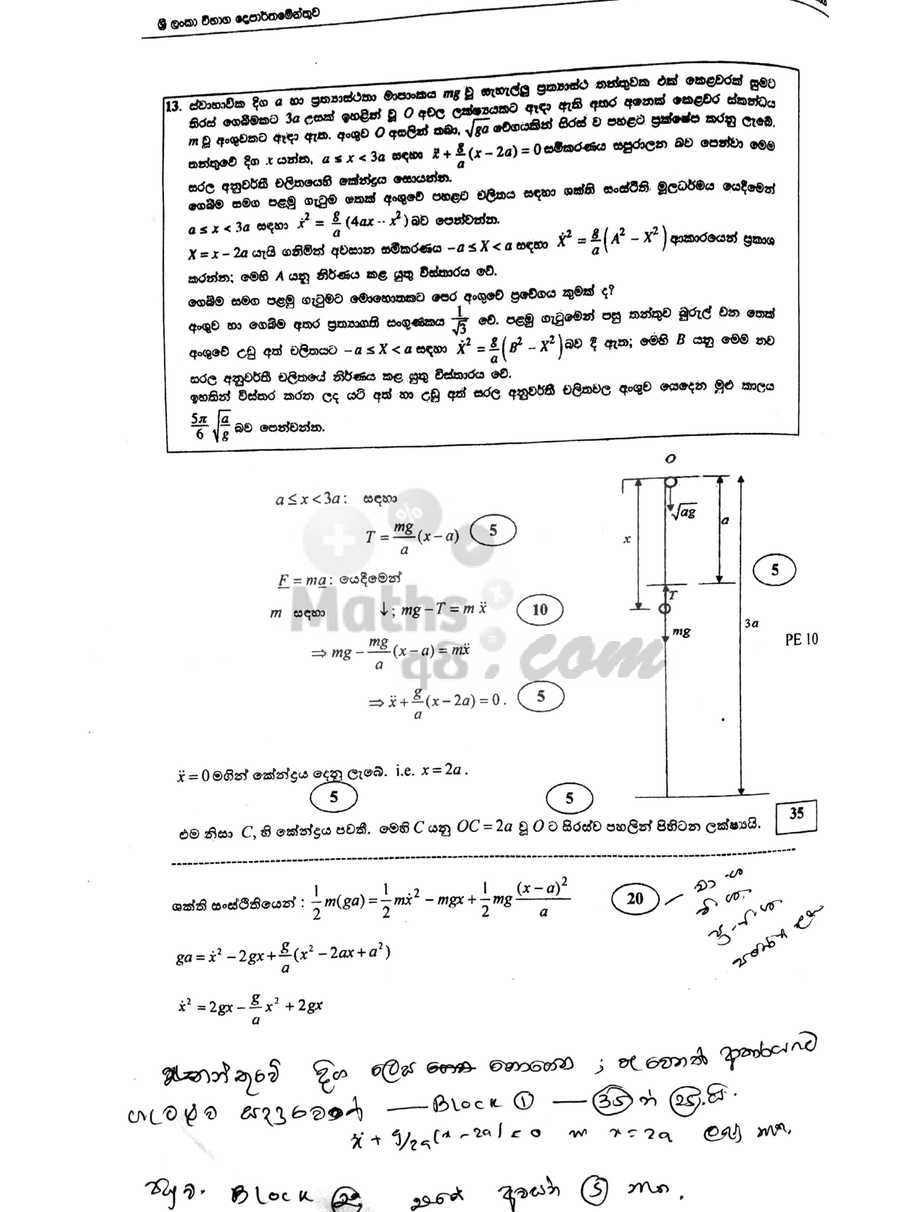 ශ්‍රී ලංකා විභාග දෙපාර්තමේන්තුව
13. ස්වාභාවික දිග a හා ප්‍රත්‍යාස්ථතා මාපාංකය mg වූ සැහැල්ලු ප්‍රත්‍යාස්ථ තන්තුවක එක් කෙළවරක් සුමට
තිරස් ගෙබිමකට 3a උසක් ඉහළින් වූ O අචල ලක්ෂ්‍යයකට ඈඳා ඇති අතර අනෙක් කෙළවර ස්කන්ධය
m වූ අංශුවකට ඈඳා ඇත. අංශුව O අසලින් තබා, √ga වේගයකින් සිරස් ව පහළට ප්‍රක්ෂේප කරනු ලැබේ.
තන්තුවේ දිග x යන්න, a ≤ x < 3a සඳහා ẍ + g/a (x − 2a) = 0 සමීකරණය සපුරාලන බව පෙන්වා මෙම
සරල අනුවර්තී චලිතයෙහි කේන්ද්‍රය සොයන්න.
ගෙබිම සමග පළමු ගැටුම තෙක් අංශුවේ පහළට චලිතය සඳහා ශක්ති සංස්ථිති මූලධර්මය යෙදීමෙන්
a ≤ x < 3a සඳහා ẋ² = g/a (4ax − x²) බව පෙන්වන්න.
X = x − 2a යැයි ගනිමින් අවසාන සමීකරණය −a ≤ X < a සඳහා Ẋ² = g/a (A² − X²) ආකාරයෙන් ප්‍රකාශ
කරන්න; මෙහි A යනු නිර්ණය කළ යුතු විස්තාරය වේ.
ගෙබිම සමග පළමු ගැටුමට මොහොතකට පෙර අංශුවේ ප්‍රවේගය කුමක් ද?
අංශුව හා ගෙබිම අතර ප්‍රත්‍යාගති සංගුණකය 1/√3 වේ. පළමු ගැටුමෙන් පසු තන්තුව බුරුල් වන තෙක්
අංශුවේ උඩු අත් චලිතයට −a ≤ X < a සඳහා Ẋ² = g/a (B² − X²) බව දී ඇත; මෙහි B යනු මෙම නව
සරල අනුවර්තී චලිතයේ නිර්ණය කළ යුතු විස්තාරය වේ.
ඉහතින් විස්තර කරන ලද යටි අත් හා උඩු අත් සරල අනුවර්තී චලිතවල අංශුව යෙදෙන මුළු කාලය
5π/6 √(a/g) බව පෙන්වන්න.
O
a ≤ x < 3a : සඳහා
√ag
a
x
T = mg/a (x − a) 5
5
F = ma : යෙදීමෙන්
T
m සඳහා ↓; mg − T = m ẍ 10
mg
3a
PE 10
⇒ mg − mg/a (x − a) = mẍ
⇒ ẍ + g/a (x − 2a) = 0 . 5
Maths
අපි .com
ẍ = 0 මගින් කේන්ද්‍රය දෙනු ලැබේ. i.e. x = 2a .
5 5
එම නිසා C, හි කේන්ද්‍රය පවතී. මෙහි C යනු OC = 2a වූ O ට සිරස්ව පහලින් පිහිටන ලක්ෂ්‍යයි. 35
ශක්ති සංස්ථිතියෙන් : 1/2 m(ga) = 1/2 mẋ² − mgx + 1/2 mg (x − a)²/a 20
ga = ẋ² − 2gx + g/a (x² − 2ax + a²)
ẋ² = 2gx − g/a x² + 2gx
දිග ලෙස නොගෙන ; වෙනත්
Block ① — 35 න් 25
ẍ + g/2a (x − 2a) = 0 x = 2a
Block අවසන් 5